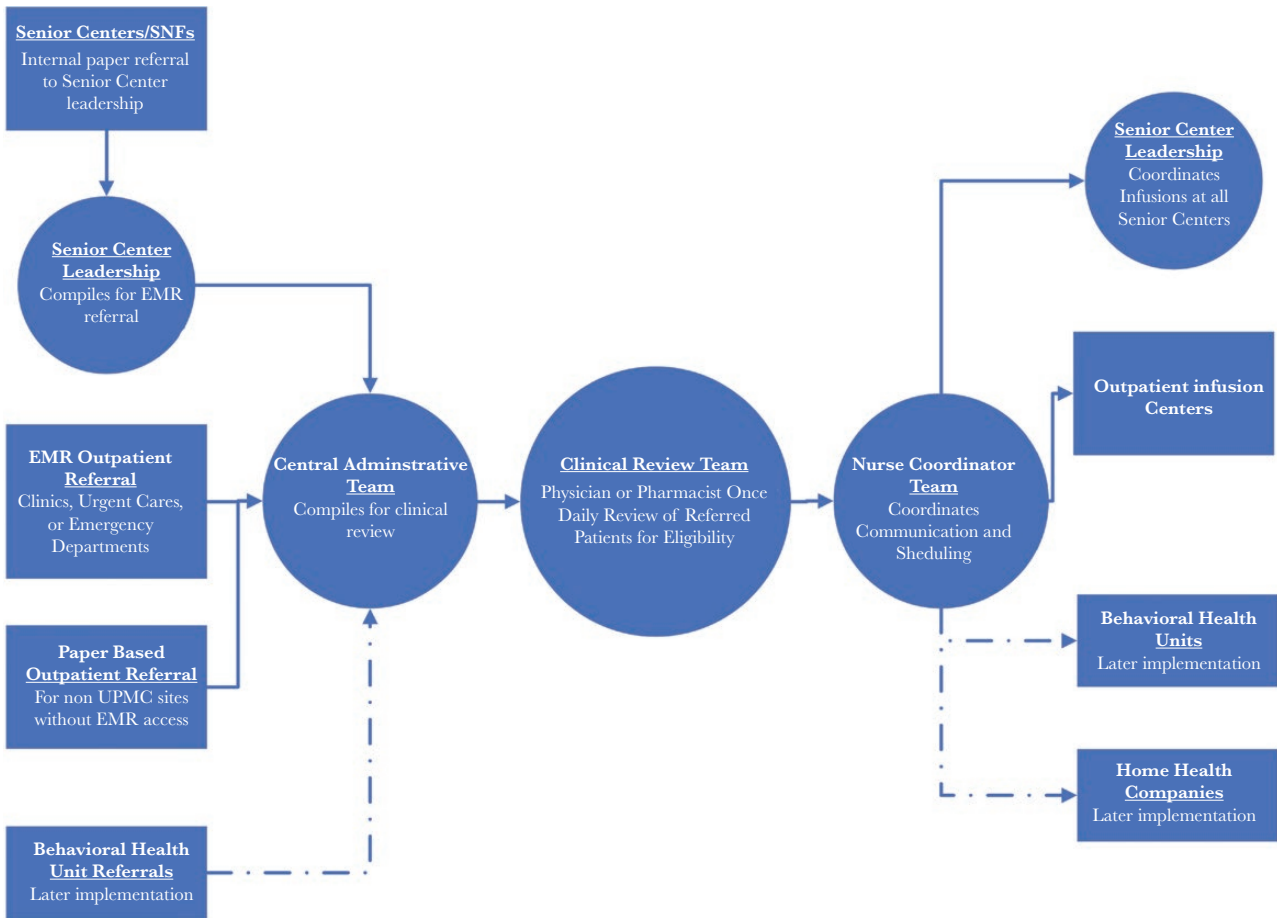 Senior Centers/SNFs
Internal paper referral
to Senior Center
leadership
Senior Center
Leadership
Compiles for EMR
referral
EMR Outpatient
Referral
Clinics, Urgent Cares,
or Emergency
Departments
Paper Based
Outpatient Referral
For non UPMC sites
without EMR access
Behavioral Health
Unit Referrals
Later implementation
Central Adminstrative
Team
Compiles for clinical
review
Clinical Review Team
Physician or Pharmacist Once
Daily Review of Referred
Patients for Eligibility
Nurse Coordinator
Team
Coordinates
Communication and
Sheduling
Senior Center
Leadership
Coordinates
Infusions at all
Senior Centers
Outpatient infusion
Centers
Behavioral Health
Units
Later implementation
Home Health
Companies
Later implementation